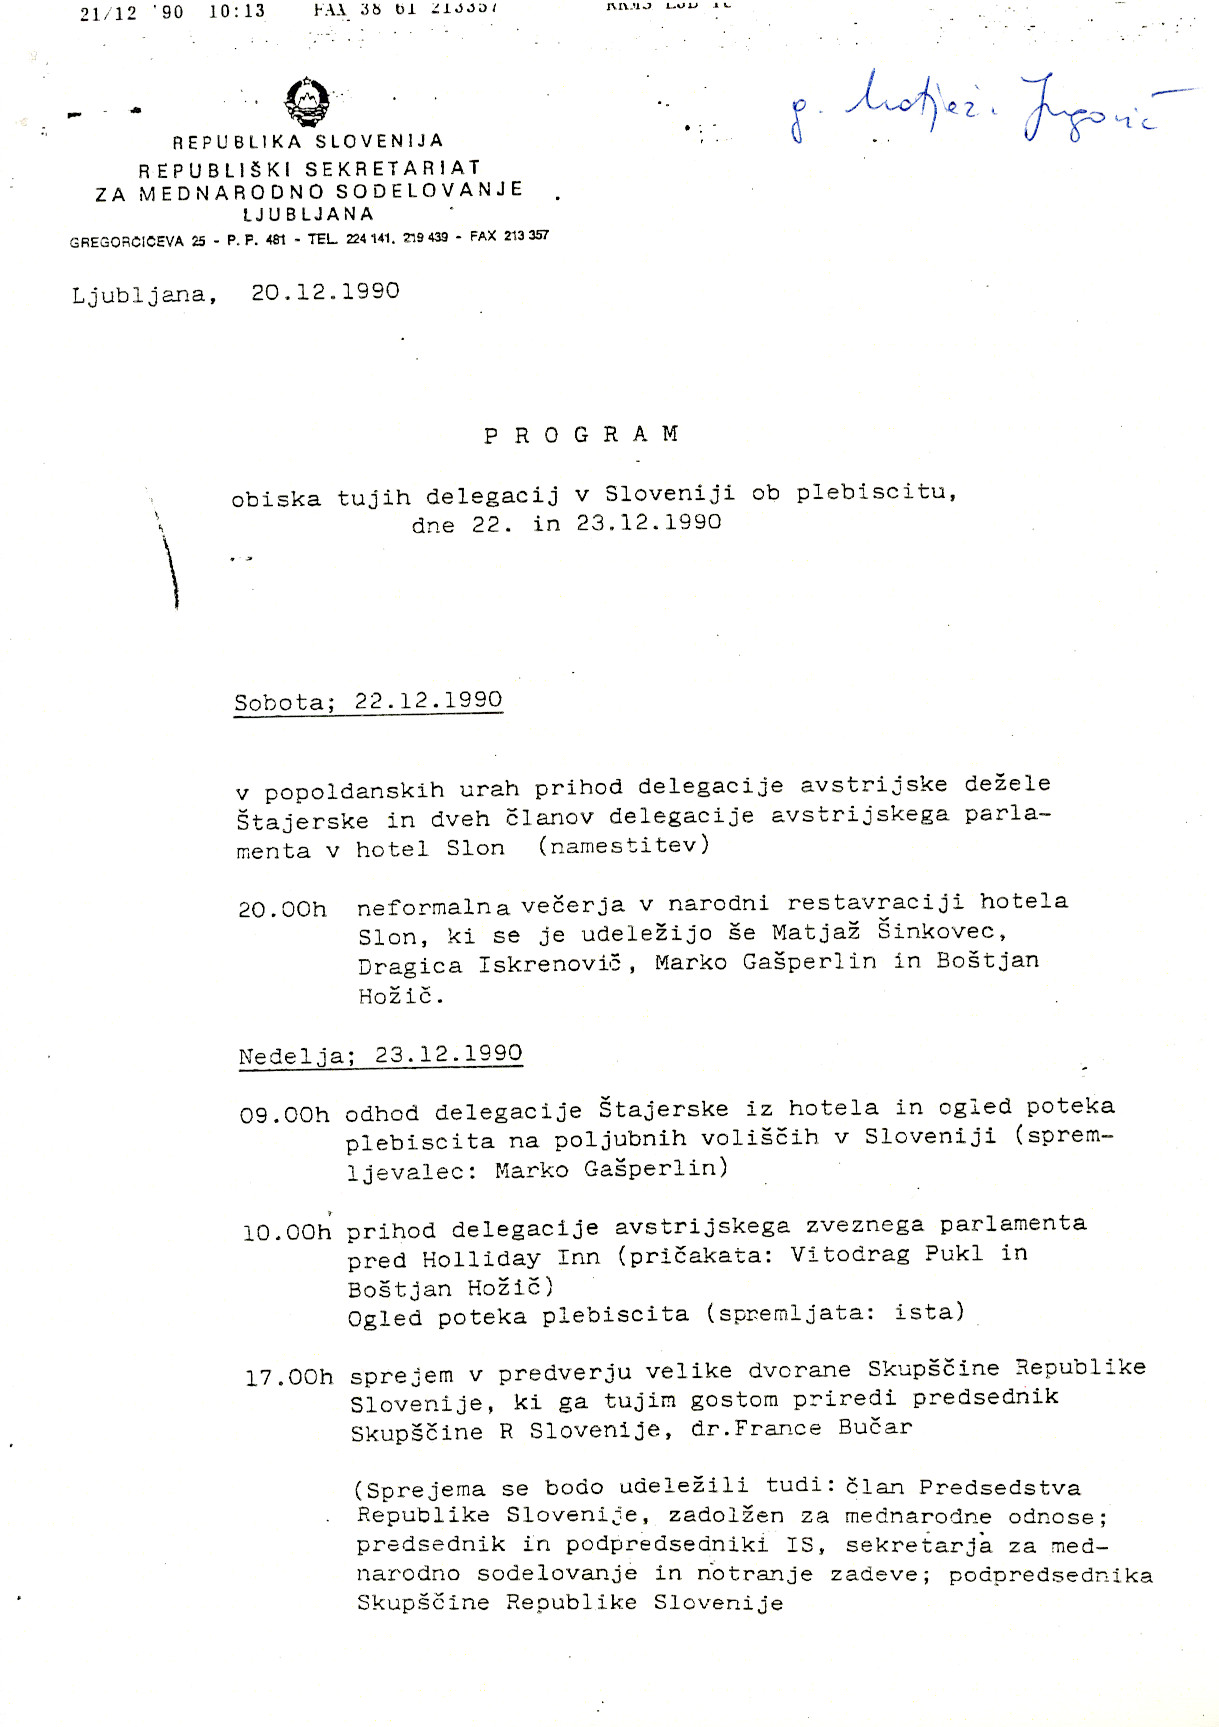 21/12 '90 10:13 FAX 38 61 213357
g.
REPUBLIKA SLOVENIJA
REPUBLIŠKI SEKRETARIAT
ZA MEDNARODNO SODELOVANJE
LJUBLJANA
GREGORČIČEVA 25 - P. P. 481 - TEL. 224 141, 219 439 - FAX 213 357
Ljubljana, 20.12.1990
P R O G R A M
obiska tujih delegacij v Sloveniji ob plebiscitu,
dne 22. in 23.12.1990
Sobota; 22.12.1990
v popoldanskih urah prihod delegacije avstrijske dežele
Štajerske in dveh članov delegacije avstrijskega parla-
menta v hotel Slon (namestitev)
20.00h neformalna večerja v narodni restavraciji hotela
Slon, ki se je udeležijo še Matjaž Šinkovec,
Dragica Iskrenovič, Marko Gašperlin in Boštjan
Hožič.
Nedelja; 23.12.1990
09.00h odhod delegacije Štajerske iz hotela in ogled poteka
plebiscita na poljubnih voliščih v Sloveniji (sprem-
ljevalec: Marko Gašperlin)
10.00h prihod delegacije avstrijskega zveznega parlamenta
pred Holliday Inn (pričakata: Vitodrag Pukl in
Boštjan Hožič)
Ogled poteka plebiscita (spremljata: ista)
17.00h sprejem v predverju velike dvorane Skupščine Republike
Slovenije, ki ga tujim gostom priredi predsednik
Skupščine R Slovenije, dr.France Bučar
(Sprejema se bodo udeležili tudi: član Predsedstva
Republike Slovenije, zadolžen za mednarodne odnose;
predsednik in podpredsedniki IS, sekretarja za med-
narodno sodelovanje in notranje zadeve; podpredsednika
Skupščine Republike Slovenije